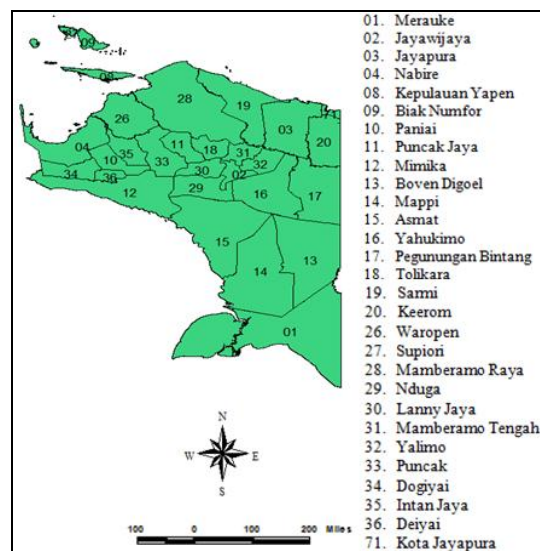 01. Merauke
02. Jayawijaya
03. Jayapura
04. Nabire
08. Kepulauan Yapen
09. Biak Numfor
10. Paniai
11. Puncak Jaya
12. Mimika
13. Boven Digoel
14. Mappi
15. Asmat
16. Yahukimo
17. Pegunungan Bintang
18. Tolikara
19. Sarmi
20. Keerom
26. Waropen
27. Supiori
28. Mamberamo Raya
29. Nduga
30. Lanny Jaya
31. Mamberamo Tengah
32. Yalimo
33. Puncak
34. Dogiyai
35. Intan Jaya
36. Deiyai
71. Kota Jayapura
09
28
19
26
03
20
04
35
11
18
31
10
33
32
34
36
30
02
12
29
16
17
15
14
13
01
N
W E
S
100 0 100 200 Miles